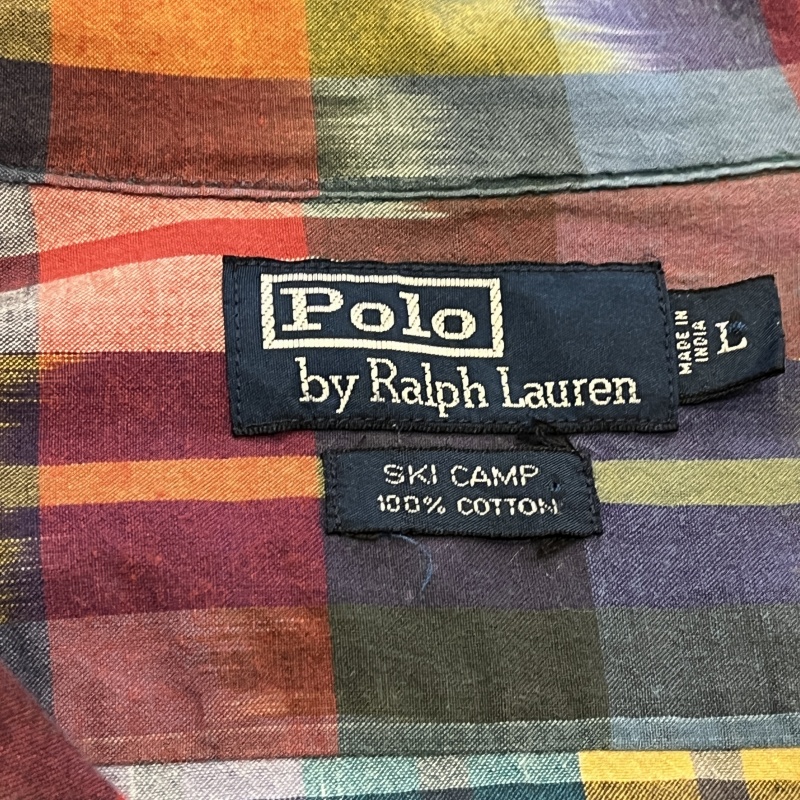 Polo
by Ralph Lauren
MADE IN
INDIA
L
SKI CAMP
100% COTTON